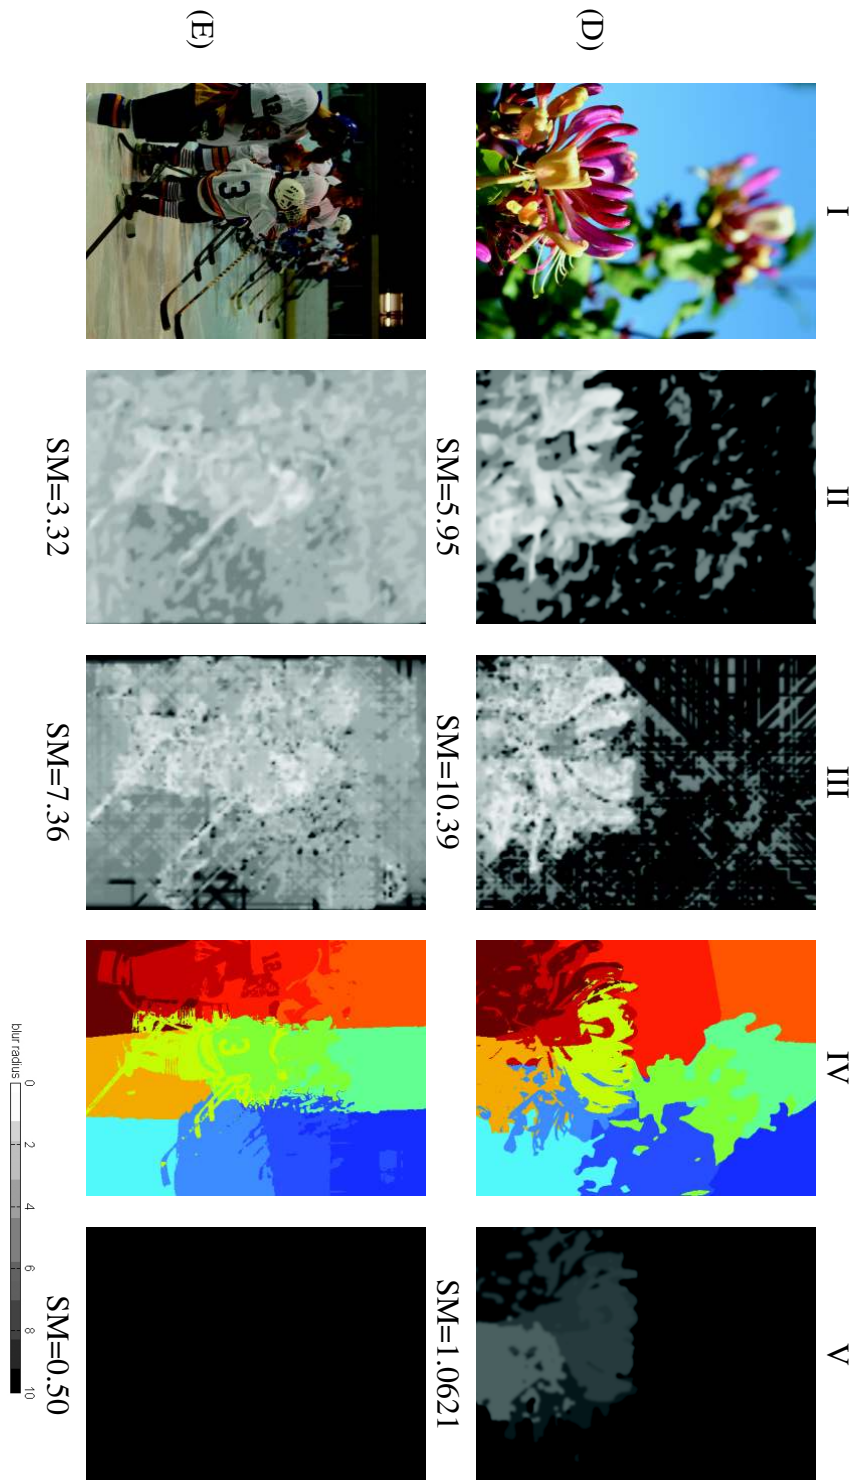 I II III IV V
(D)
SM=5.95 SM=10.39 SM=1.0621
(E)
3
SM=3.32 SM=7.36 SM=0.50
blur radius
0 2 4 6 8 10